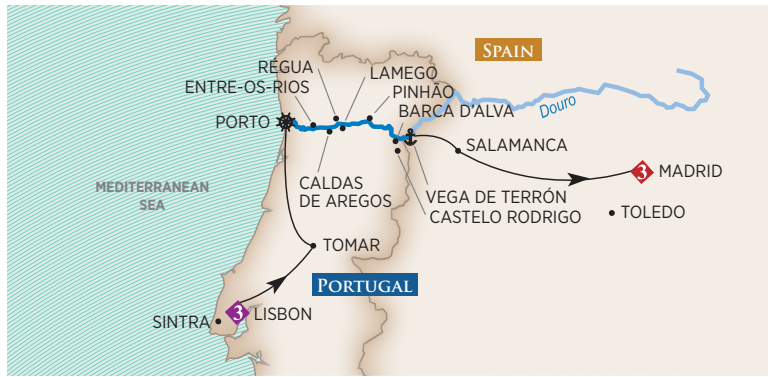 SPAIN
RÉGUA
LAMEGO
ENTRE-OS-RIOS
PINHÃO
BARCA D'ALVA
Douro
PORTO
SALAMANCA
3 MADRID
MEDITERRANEAN
SEA
CALDAS
DE AREGOS
VEGA DE TERRÓN
CASTELO RODRIGO
TOLEDO
TOMAR
PORTUGAL
3 LISBON
SINTRA